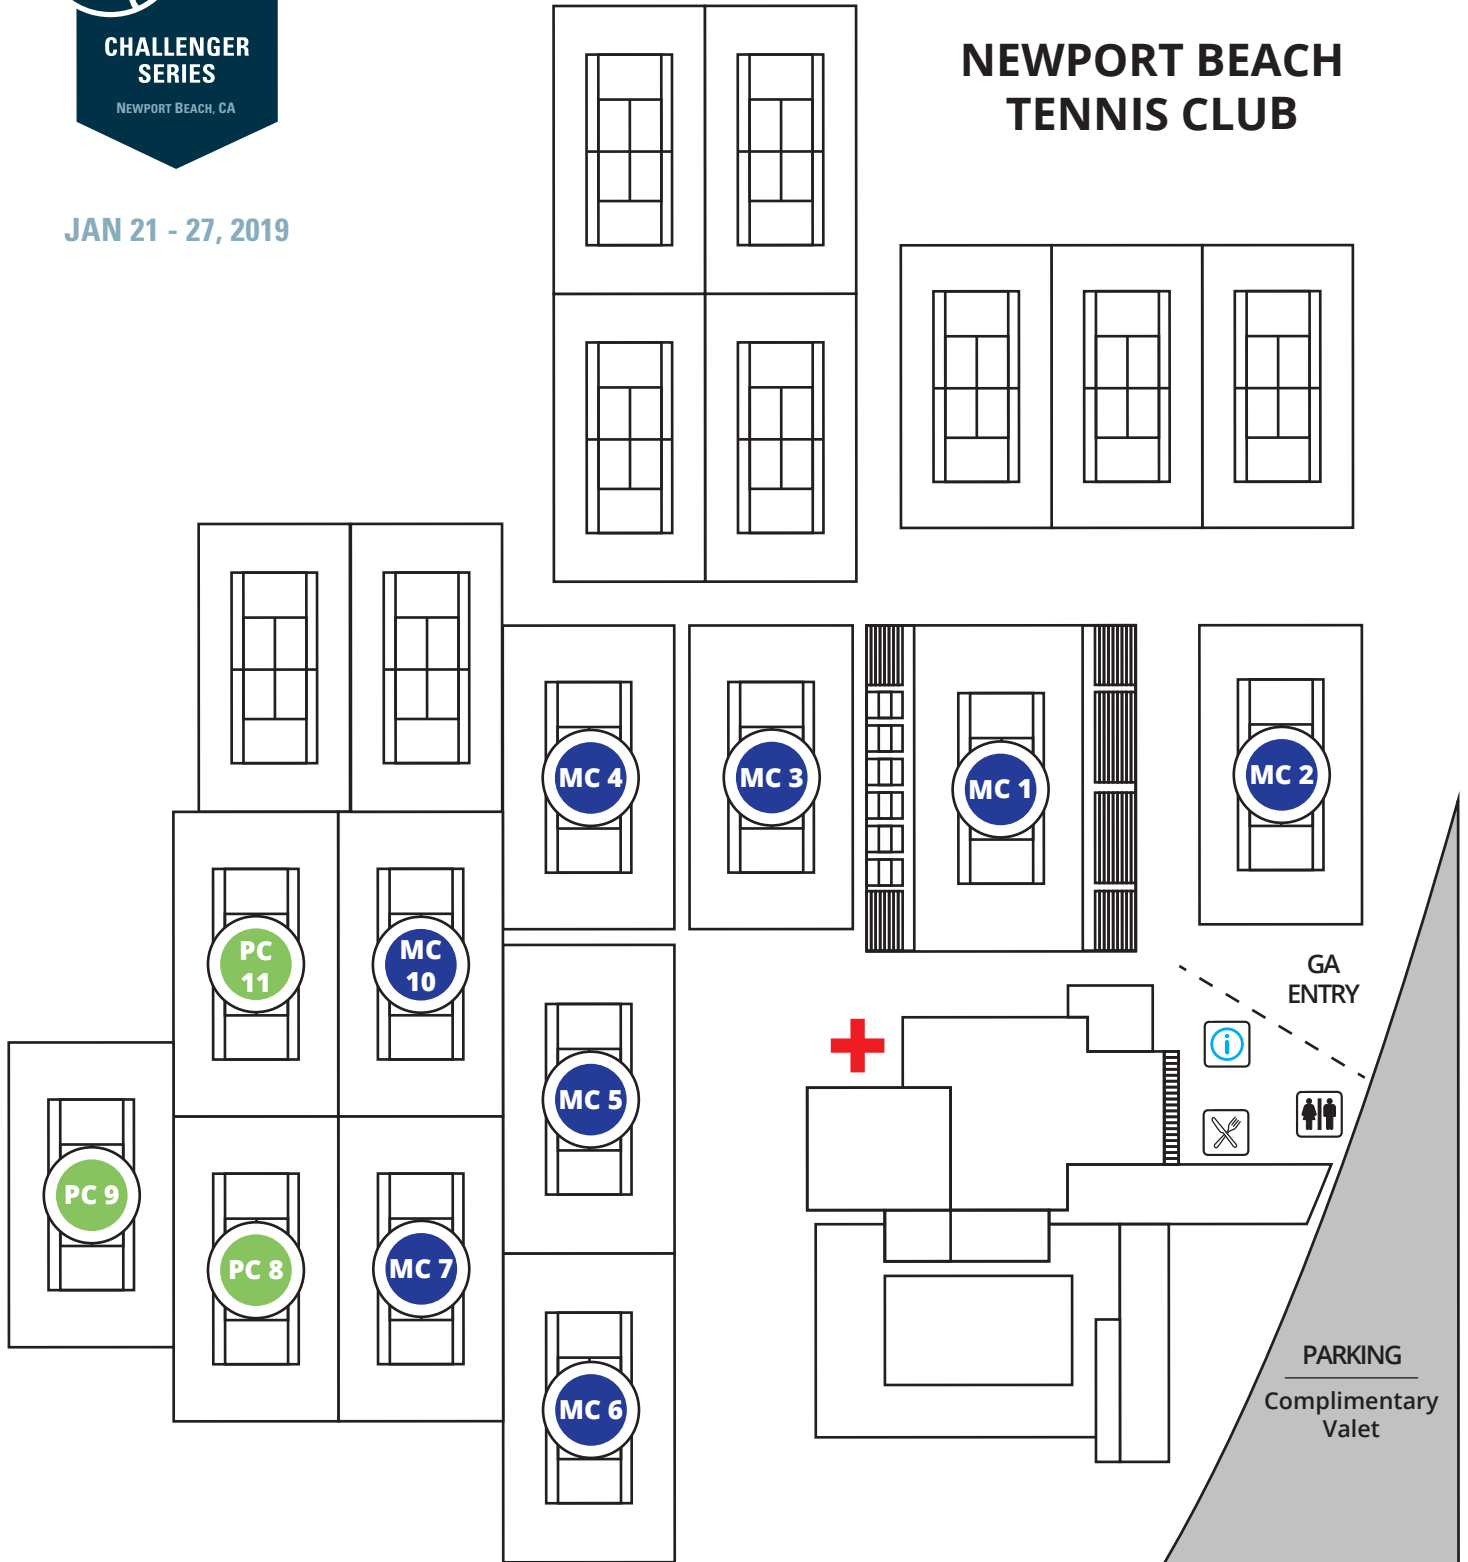 CHALLENGER
SERIES
NEWPORT BEACH, CA
JAN 21 - 27, 2019
NEWPORT BEACH
TENNIS CLUB
MC 4
MC 3
MC 1
MC 2
PC
11
MC
10
GA
ENTRY
MC 5
PC 9
PC 8
MC 7
MC 6
PARKING
Complimentary
Valet